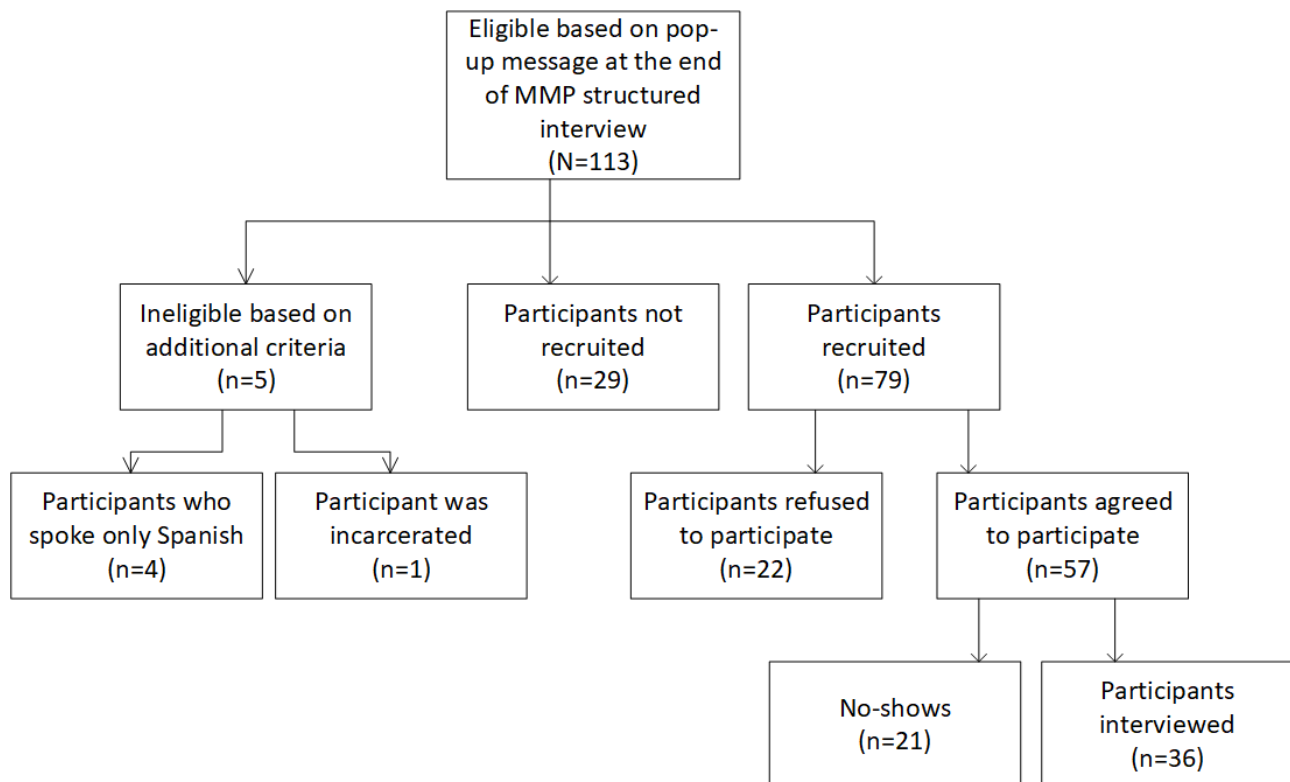 Eligible based on pop-
up message at the end
of MMP structured
interview
(N=113)
Ineligible based on
additional criteria
(n=5)
Participants not
recruited
(n=29)
Participants
recruited
(n=79)
Participants who
spoke only Spanish
(n=4)
Participant was
incarcerated
(n=1)
Participants refused
to participate
(n=22)
Participants agreed
to participate
(n=57)
No-shows
(n=21)
Participants
interviewed
(n=36)